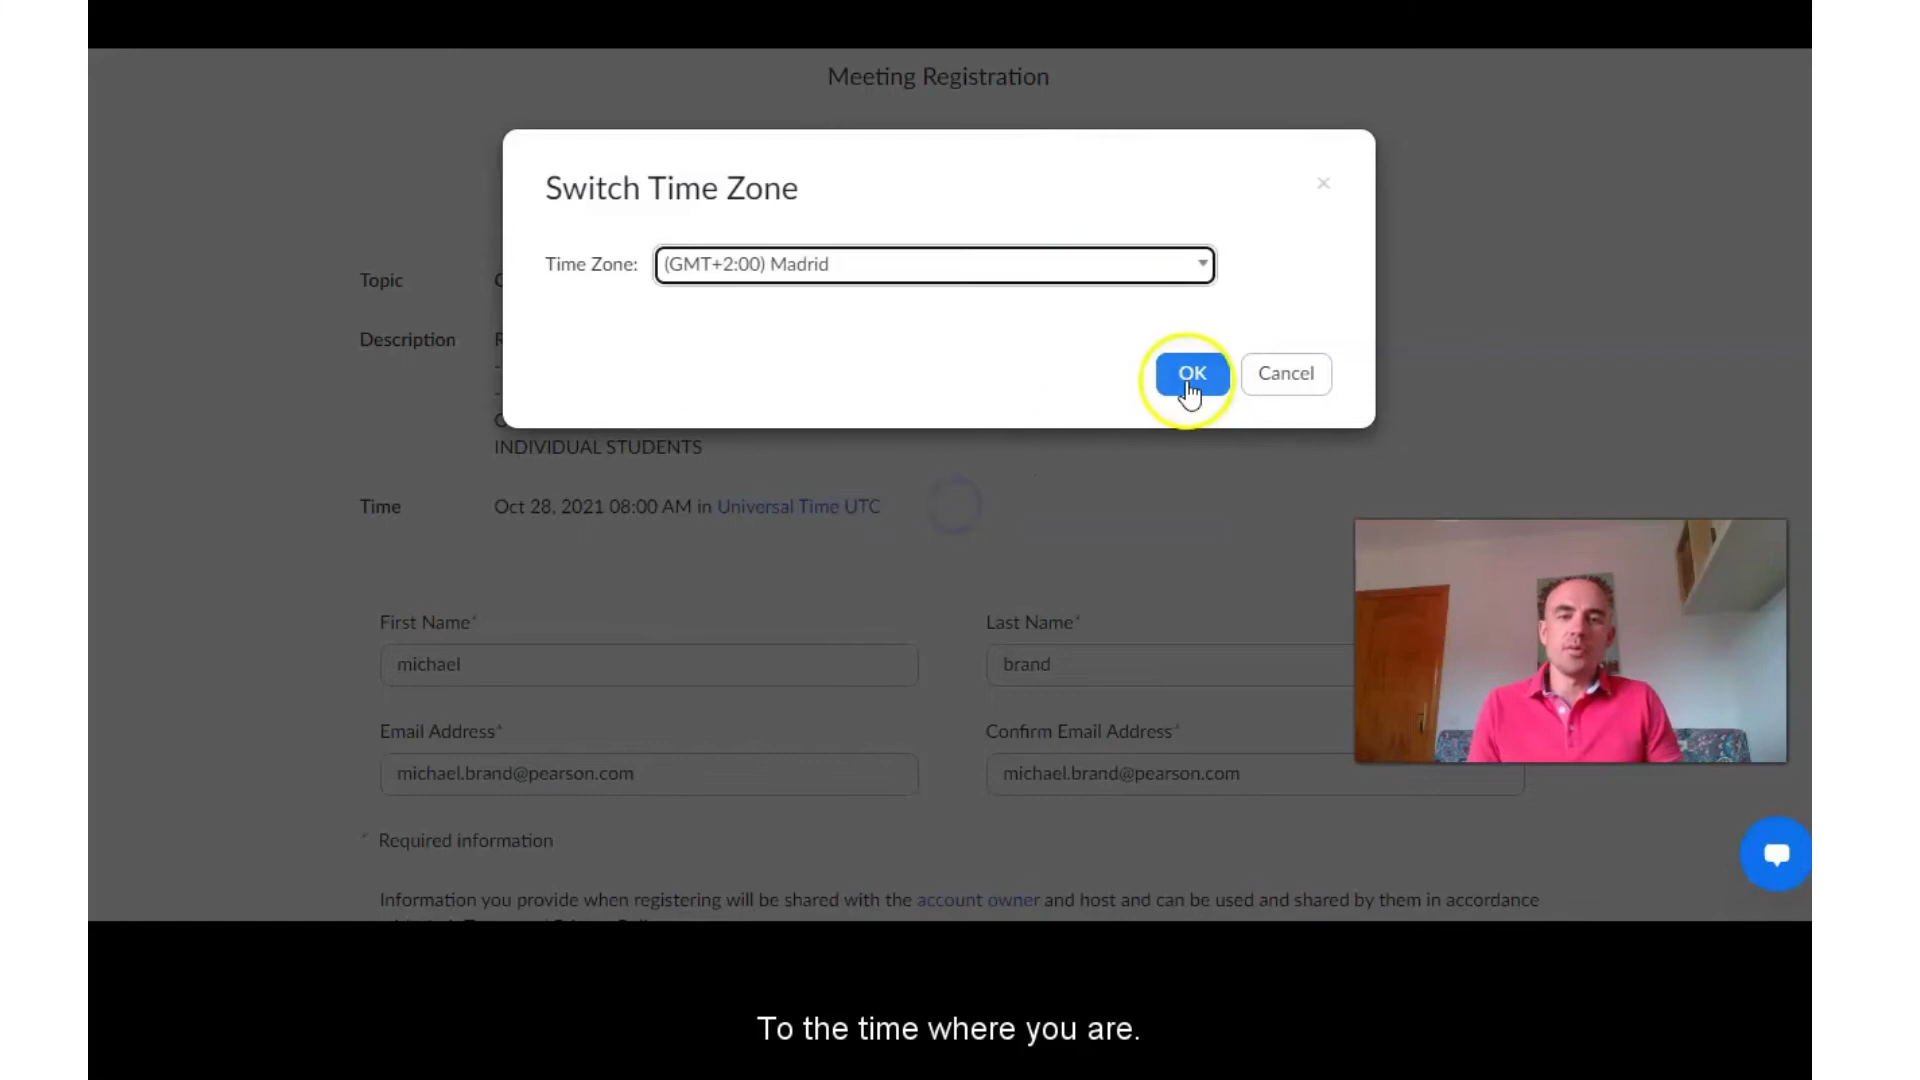 Meeting Registration
Switch Time Zone
×
Time Zone: (GMT+2:00) Madrid
OK Cancel
Topic
Description
INDIVIDUAL STUDENTS
Time Oct 28, 2021 08:00 AM in Universal Time UTC
First Name* Last Name*
michael brand
Email Address* Confirm Email Address*
michael.brand@pearson.com michael.brand@pearson.com
* Required information
Information you provide when registering will be shared with the account owner and host and can be used and shared by them in accordance
To the time where you are.